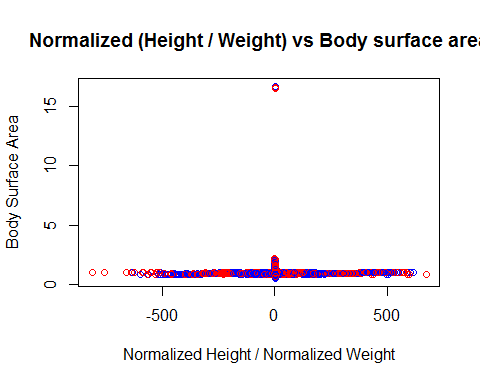 Normalized (Height / Weight) vs Body surface area
Body Surface Area
15
10
5
0
-500
0
500
Normalized Height / Normalized Weight